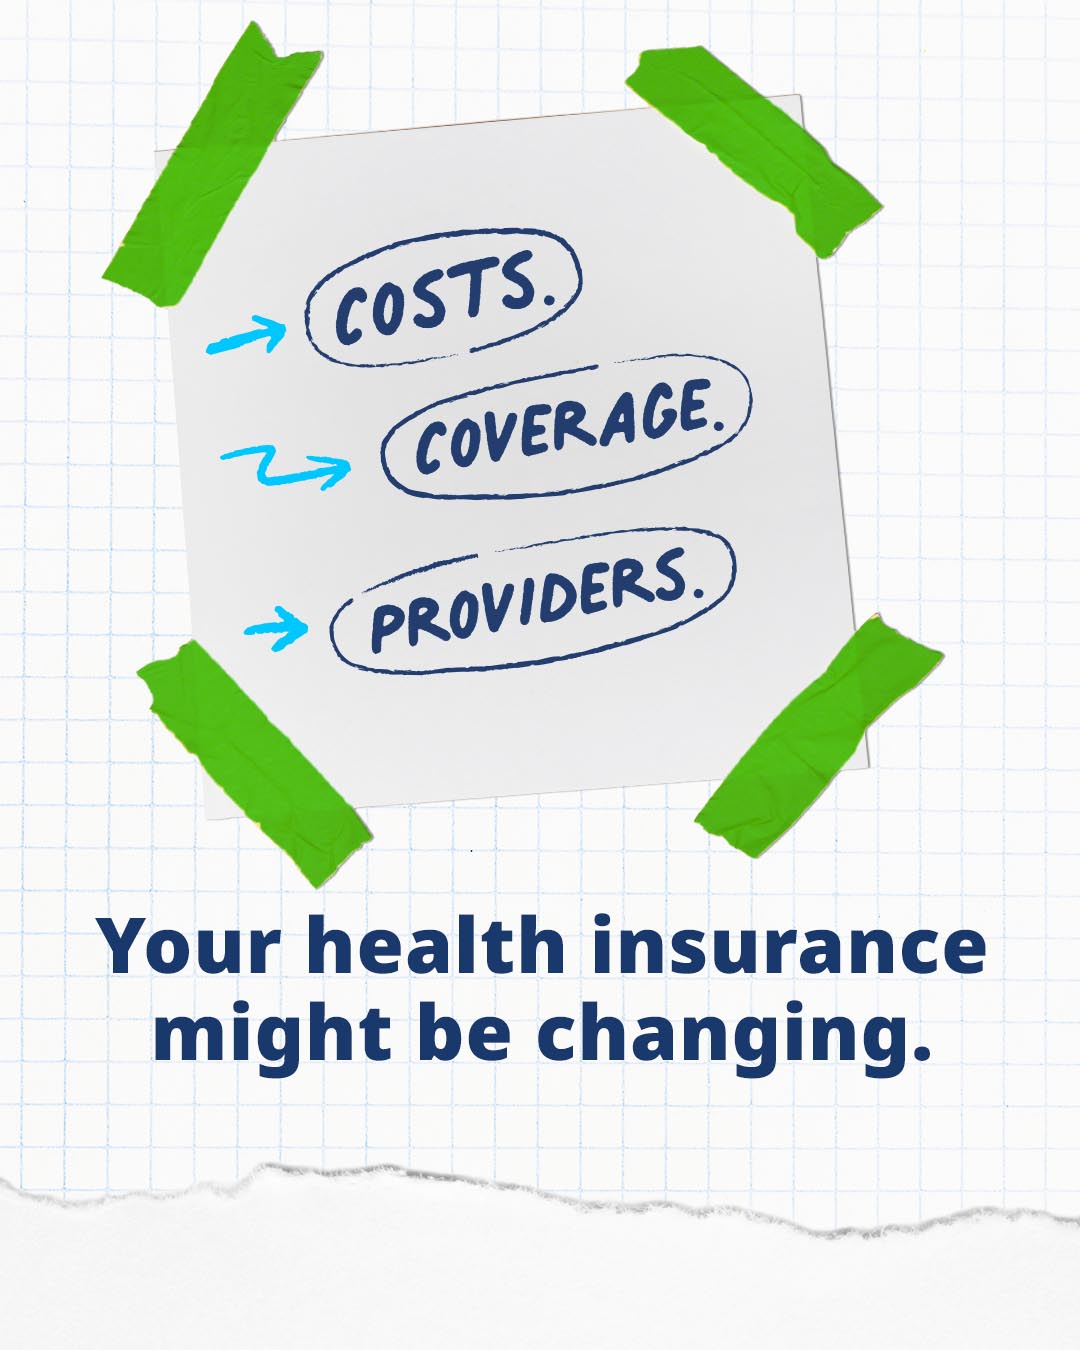 COSTS.
COVERAGE.
PROVIDERS.
Your health insurance
might be changing.